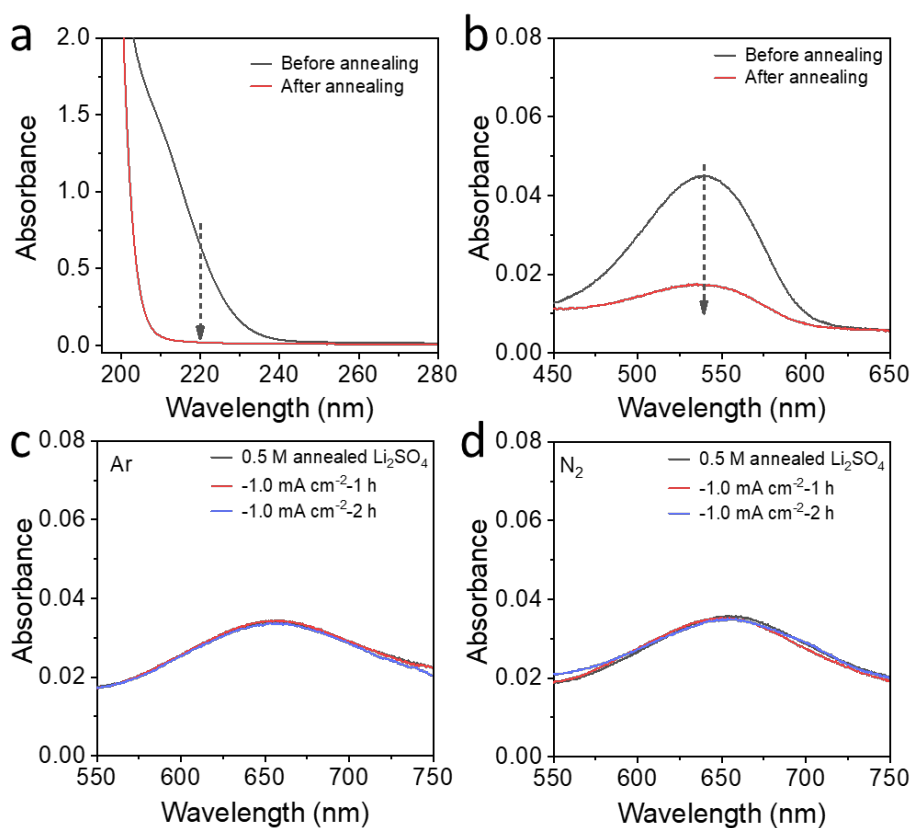 a
2.0
Before annealing
After annealing
1.5
1.0
0.5
0.0
Absorbance
200 220 240 260 280
Wavelength (nm)
b
0.08
Before annealing
After annealing
0.06
0.04
0.02
0.00
Absorbance
450 500 550 600 650
Wavelength (nm)
c
0.08
Ar
0.5 M annealed Li₂SO₄
-1.0 mA cm⁻²-1 h
-1.0 mA cm⁻²-2 h
0.06
0.04
0.02
0.00
Absorbance
550 600 650 700 750
Wavelength (nm)
d
0.08
N₂
0.5 M annealed Li₂SO₄
-1.0 mA cm⁻²-1 h
-1.0 mA cm⁻²-2 h
0.06
0.04
0.02
0.00
Absorbance
550 600 650 700 750
Wavelength (nm)